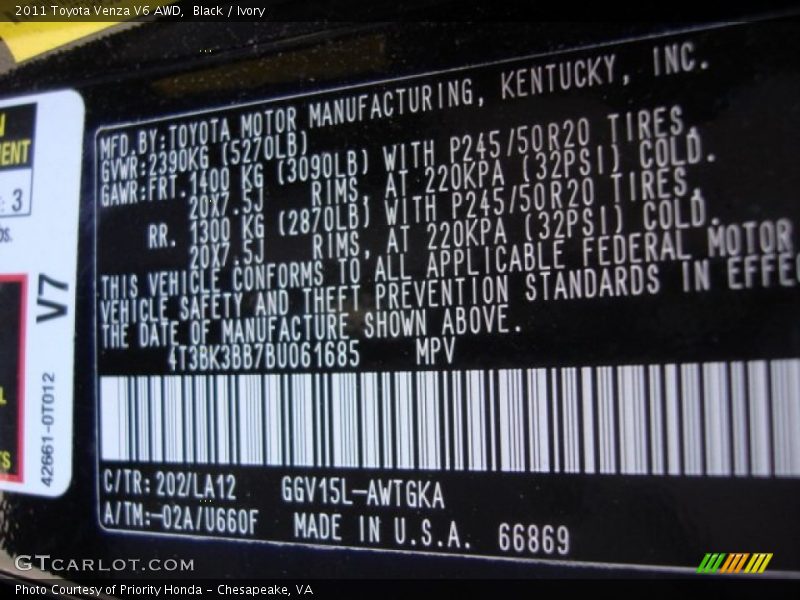 2011 Toyota Venza V6 AWD, Black / Ivory
MFD.BY:TOYOTA MOTOR MANUFACTURING, KENTUCKY, INC.
GVWR:2390KG (5270LB)
GAWR:FRT.1400 KG (3090LB) WITH P245/50R20 TIRES,
20X7.5J RIMS, AT 220KPA (32PSI) COLD.
RR. 1300 KG (2870LB) WITH P245/50R20 TIRES,
20X7.5J RIMS, AT 220KPA (32PSI) COLD.
THIS VEHICLE CONFORMS TO ALL APPLICABLE FEDERAL MOTOR
VEHICLE SAFETY AND THEFT PREVENTION STANDARDS IN EFFEC
THE DATE OF MANUFACTURE SHOWN ABOVE.
4T3BK3BB7BU061685 MPV
C/TR: 202/LA12 GGV15L-AWTGKA
A/TM:-02A/U660F MADE IN U.S.A. 66869
MENT
: 3
V7
42661-0T012
GTCARLOT.COM
Photo Courtesy of Priority Honda - Chesapeake, VA